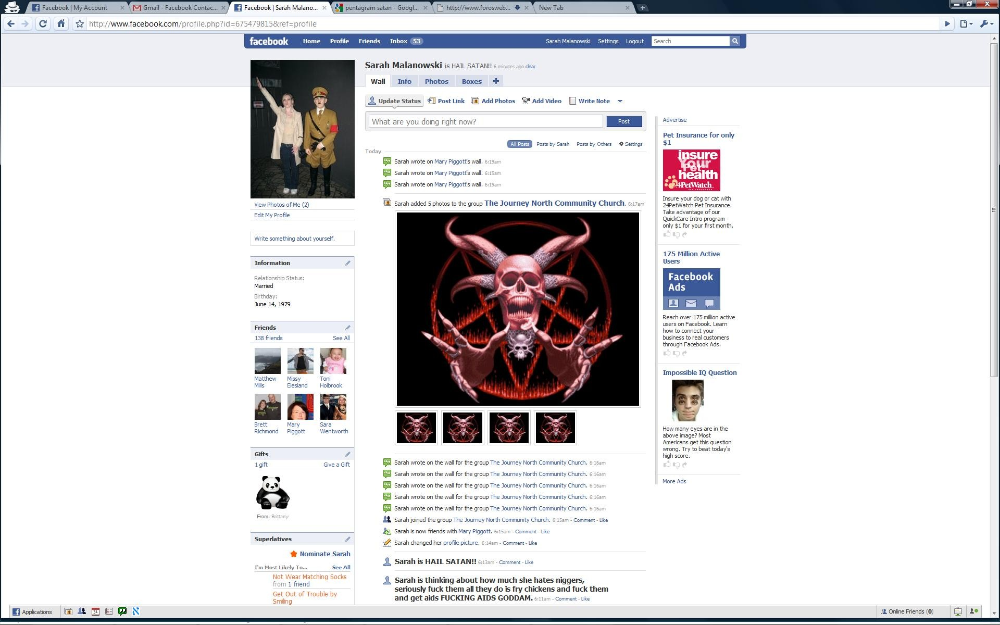 Facebook | My Account
Gmail - Facebook Contac...
Facebook | Sarah Malano...
pentagram satan - Googl...
http://www.forosweb...
New Tab
http://www.facebook.com/profile.php?id=675479815&ref=profile
facebook
Home
Profile
Friends
Inbox 53
Sarah Malanowski
Settings
Logout
Search
Sarah Malanowski is HAIL SATAN!! 6 minutes ago clear
Wall
Info
Photos
Boxes
Update Status
Post Link
Add Photos
Add Video
Write Note
What are you doing right now?
Post
All Posts
Posts by Sarah
Posts by Others
Settings
View Photos of Me (2)
Edit My Profile
Write something about yourself.
Information
Relationship Status:
Married
Birthday:
June 14, 1979
Friends
138 friends
See All
Matthew
Mills
Missy
Eiesland
Toni
Holbrook
Brett
Richmond
Mary
Piggott
Sara
Wentworth
Gifts
1 gift
Give a Gift
From: Brittany
Superlatives
Nominate Sarah
I'm Most Likely To...
See All
Not Wear Matching Socks
from 1 friend
Get Out of Trouble by
Smiling
Today
Sarah wrote on Mary Piggott's wall. 6:19am
Sarah wrote on Mary Piggott's wall. 6:19am
Sarah wrote on Mary Piggott's wall. 6:19am
Sarah added 5 photos to the group The Journey North Community Church. 6:17am
Sarah wrote on the wall for the group The Journey North Community Church. 6:16am
Sarah wrote on the wall for the group The Journey North Community Church. 6:16am
Sarah wrote on the wall for the group The Journey North Community Church. 6:16am
Sarah wrote on the wall for the group The Journey North Community Church. 6:16am
Sarah wrote on the wall for the group The Journey North Community Church. 6:16am
Sarah joined the group The Journey North Community Church. 6:15am - Comment - Like
Sarah is now friends with Mary Piggott. 6:15am - Comment - Like
Sarah changed her profile picture. 6:14am - Comment - Like
Sarah is HAIL SATAN!! 6:13am - Comment - Like
Sarah is thinking about how much she hates niggers,
seriously fuck them all they do is fry chickens and fuck them
and get aids FUCKING AIDS GODDAM. 6:11am - Comment - Like
Advertise
Pet Insurance for only
$1
insure
Your
Pet's
health
24PetWatch
PET INSURANCE
Insure your dog or cat with
24PetWatch Pet Insurance.
Take advantage of our
QuickCare Intro program -
only $1 for your first month.
175 Million Active
Users
Facebook
Ads
Reach over 175 million active
users on Facebook. Learn
how to connect your
business to real customers
through Facebook Ads.
Impossible IQ Question
How many eyes are in the
above image? Most
Americans get this question
wrong. Try to beat today's
high score.
More Ads
Applications
31
Online Friends (0)